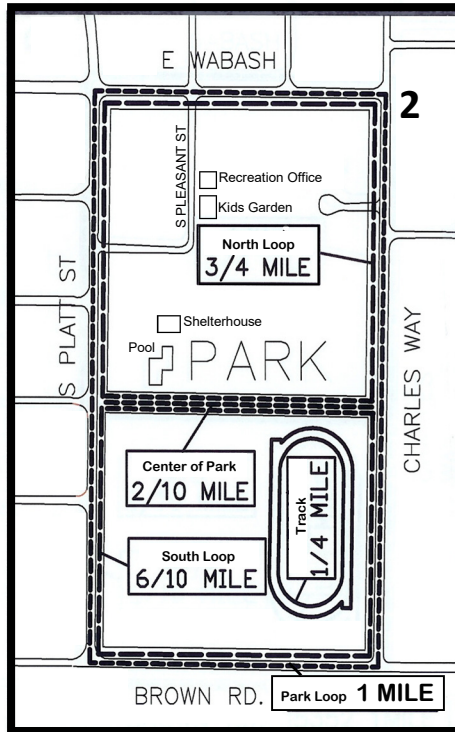 E WABASH
2
S PLEASANT ST
Recreation Office
Kids Garden
North Loop
3/4 MILE
S PLATT ST
CHARLES WAY
Shelterhouse
Pool
PARK
Center of Park
2/10 MILE
Track
1/4 MILE
South Loop
6/10 MILE
BROWN RD.
Park Loop 1 MILE